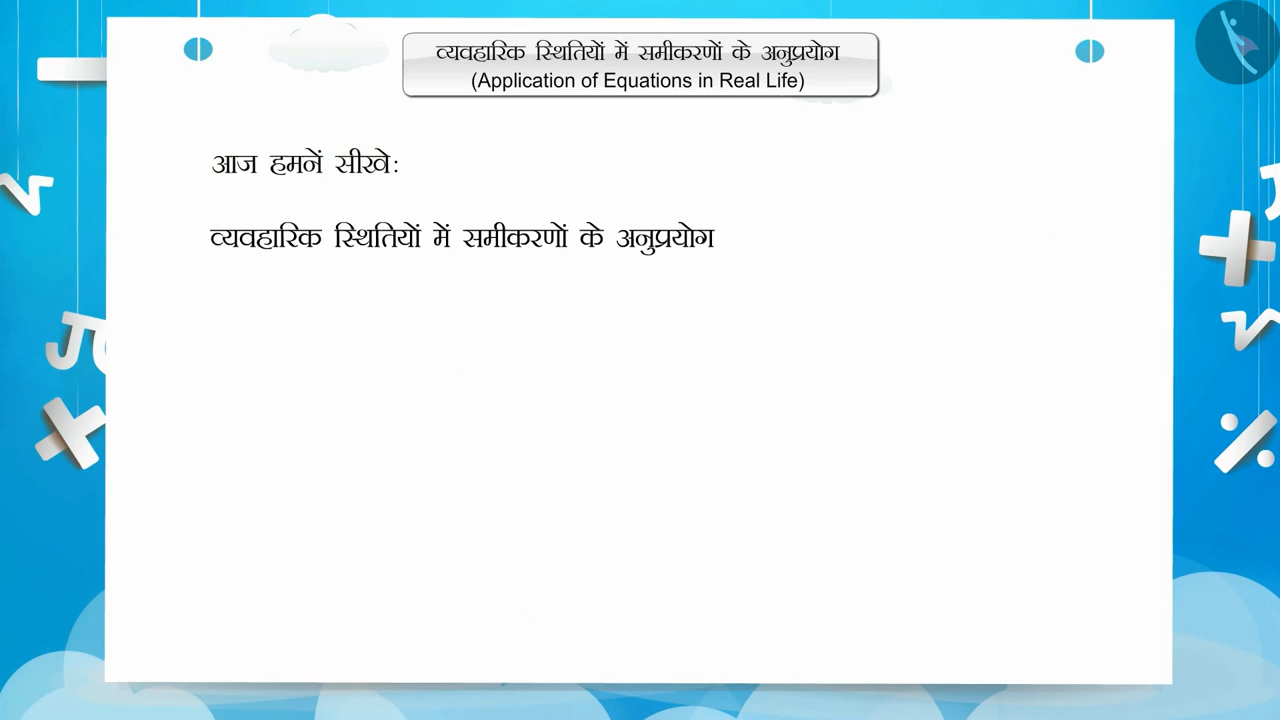 व्यवहारिक स्थितियों में समीकरणों के अनुप्रयोग
(Application of Equations in Real Life)
आज हमनें सीखे:
व्यवहारिक स्थितियों में समीकरणों के अनुप्रयोग